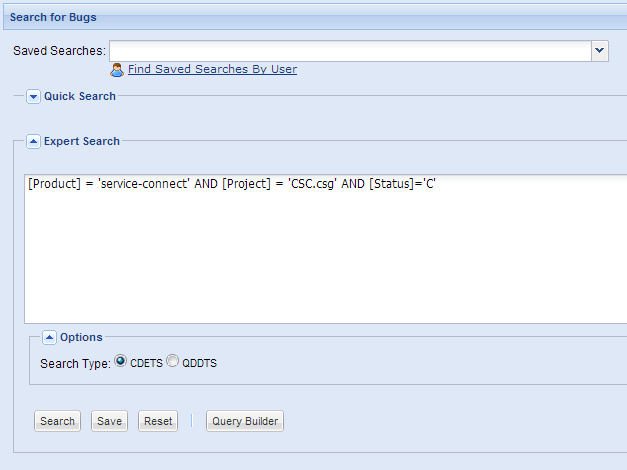 Search for Bugs
Saved Searches:
Find Saved Searches By User
Quick Search
Expert Search
[Product] = 'service-connect' AND [Project] = 'CSC.csg' AND [Status]='C'
Options
Search Type: CDETS QDDTS
Search Save Reset Query Builder